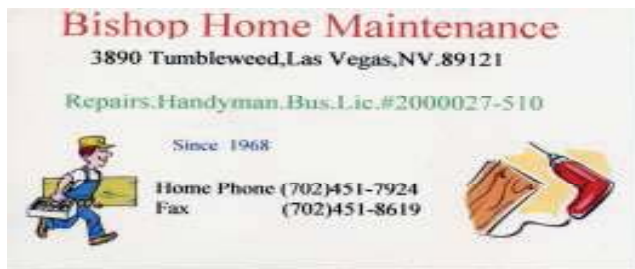 Bishop Home Maintenance
3890 Tumbleweed,Las Vegas,NV.89121
Repairs.Handyman.Bus.Lic.#2000027-510
Since 1968
Home Phone (702)451-7924
Fax (702)451-8619